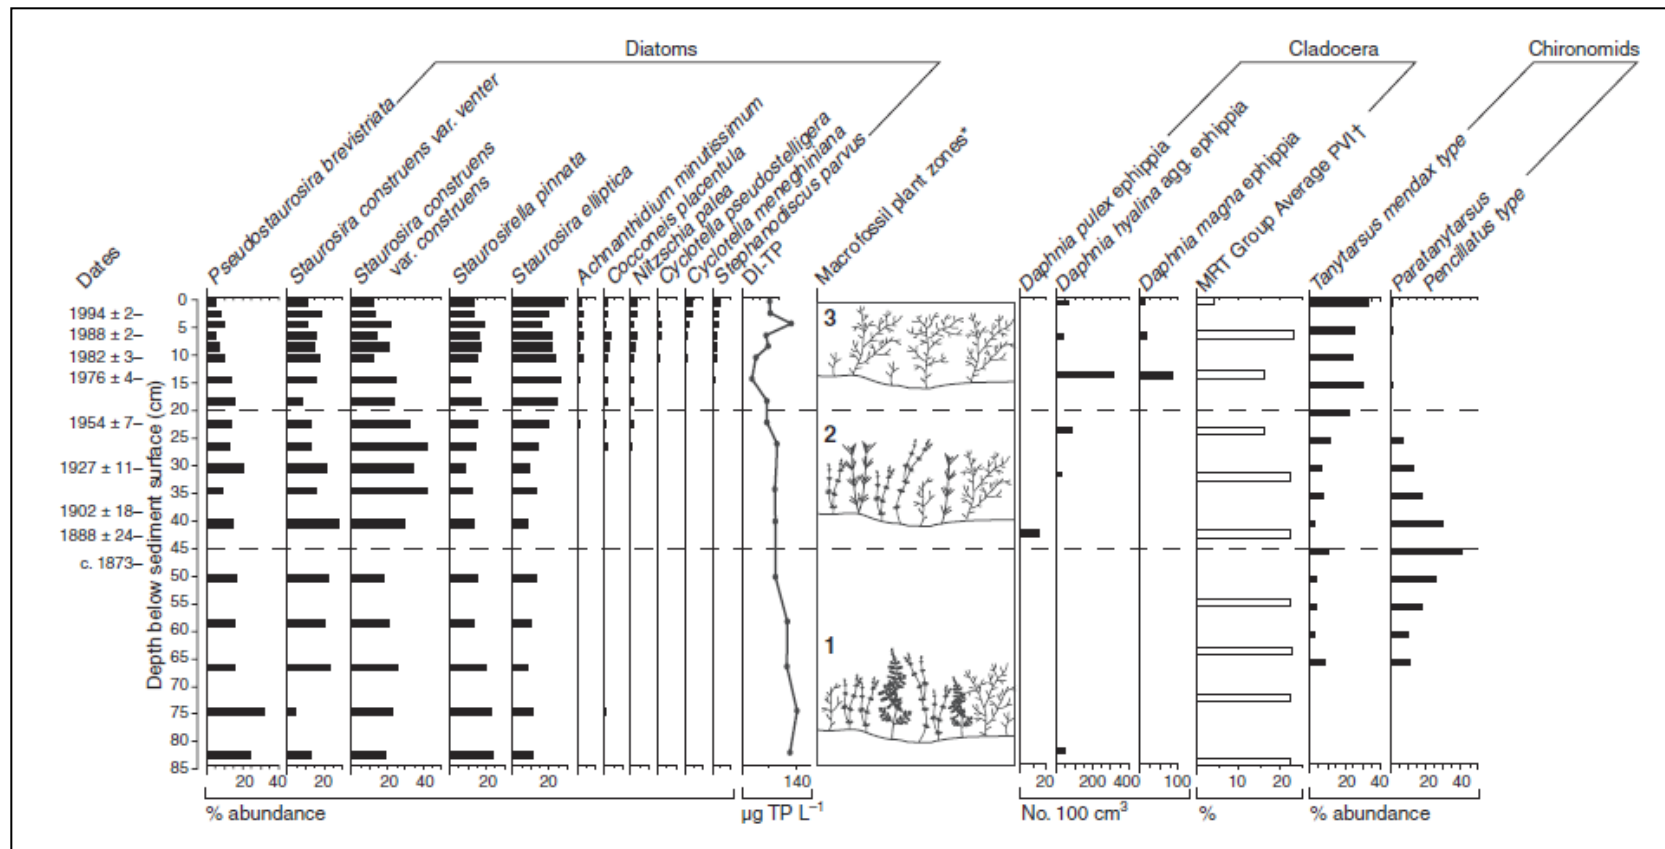 Diatoms
Cladocera
Chironomids
Dates
Depth below sediment surface (cm)
Pseudostaurosira brevistriata
Staurosira construens var. venter
Staurosira construens
var. construens
Staurosirella pinnata
Staurosira elliptica
Achnanthidium minutissimum
Cocconeis placentula
Nitzschia palea
Cyclotella pseudostelligera
Cyclotella meneghiniana
Stephanodiscus parvus
DI-TP
Macrofossil plant zones*
Daphnia pulex ephippia
Daphnia hyalina agg. ephippia
Daphnia magna ephippia
MRT Group Average PVI†
Tanytarsus mendax type
Paratanytarsus
Pencillatus type
0
1994 ± 2
5
1988 ± 2
10
1982 ± 3
15
1976 ± 4
20
1954 ± 7
25
1927 ± 11
30
35
1902 ± 18
40
1888 ± 24
45
c. 1873
50
55
60
65
70
75
80
85
3
2
1
20 40 20 20 40 20 40 20 140 20 200 400 100 10 20 20 40 20 40
% abundance µg TP L⁻¹ No. 100 cm³ % % abundance